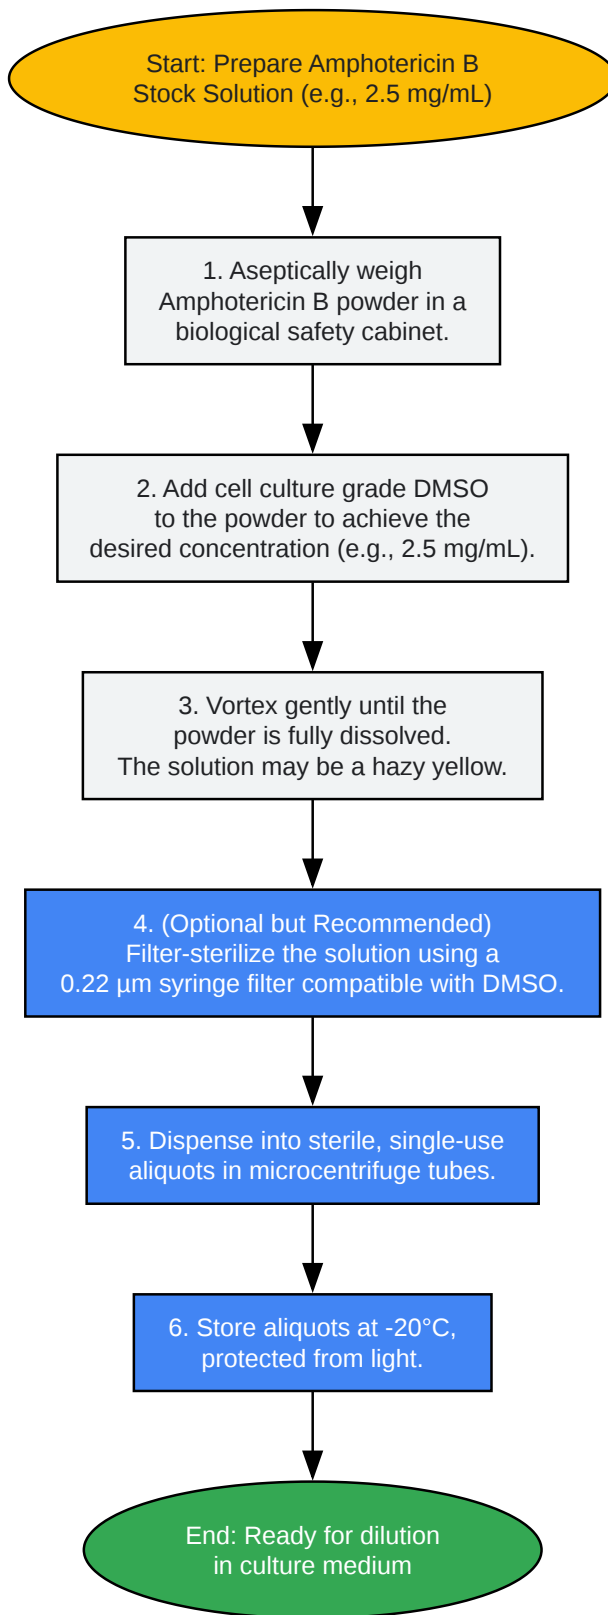 Start: Prepare Amphotericin B
Stock Solution (e.g., 2.5 mg/mL)
1. Aseptically weigh
Amphotericin B powder in a
biological safety cabinet.
2. Add cell culture grade DMSO
to the powder to achieve the
desired concentration (e.g., 2.5 mg/mL).
3. Vortex gently until the
powder is fully dissolved.
The solution may be a hazy yellow.
4. (Optional but Recommended)
Filter-sterilize the solution using a
0.22 µm syringe filter compatible with DMSO.
5. Dispense into sterile, single-use
aliquots in microcentrifuge tubes.
6. Store aliquots at -20°C,
protected from light.
End: Ready for dilution
in culture medium